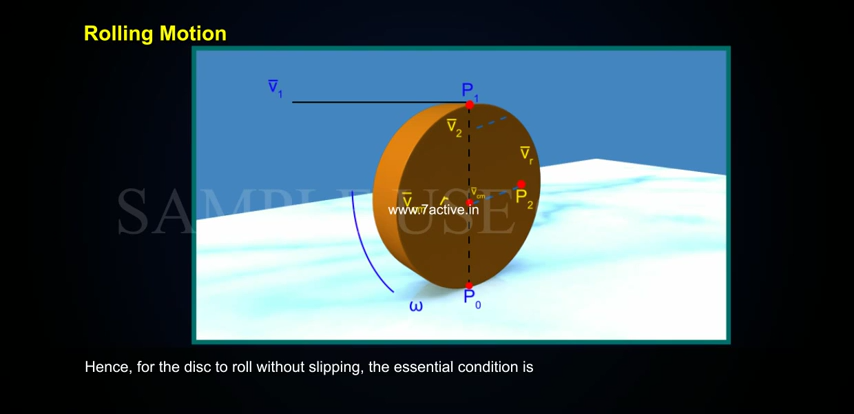 Rolling Motion
v̅₁
P₁
v̅₂
v̅ᵣ
v̅cm
P₂
www.7active.in
SAMPLE USE
P₀
ω
Hence, for the disc to roll without slipping, the essential condition is